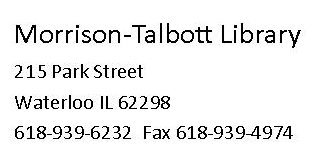 Morrison-Talbott Library
215 Park Street
Waterloo IL 62298
618-939-6232  Fax 618-939-4974